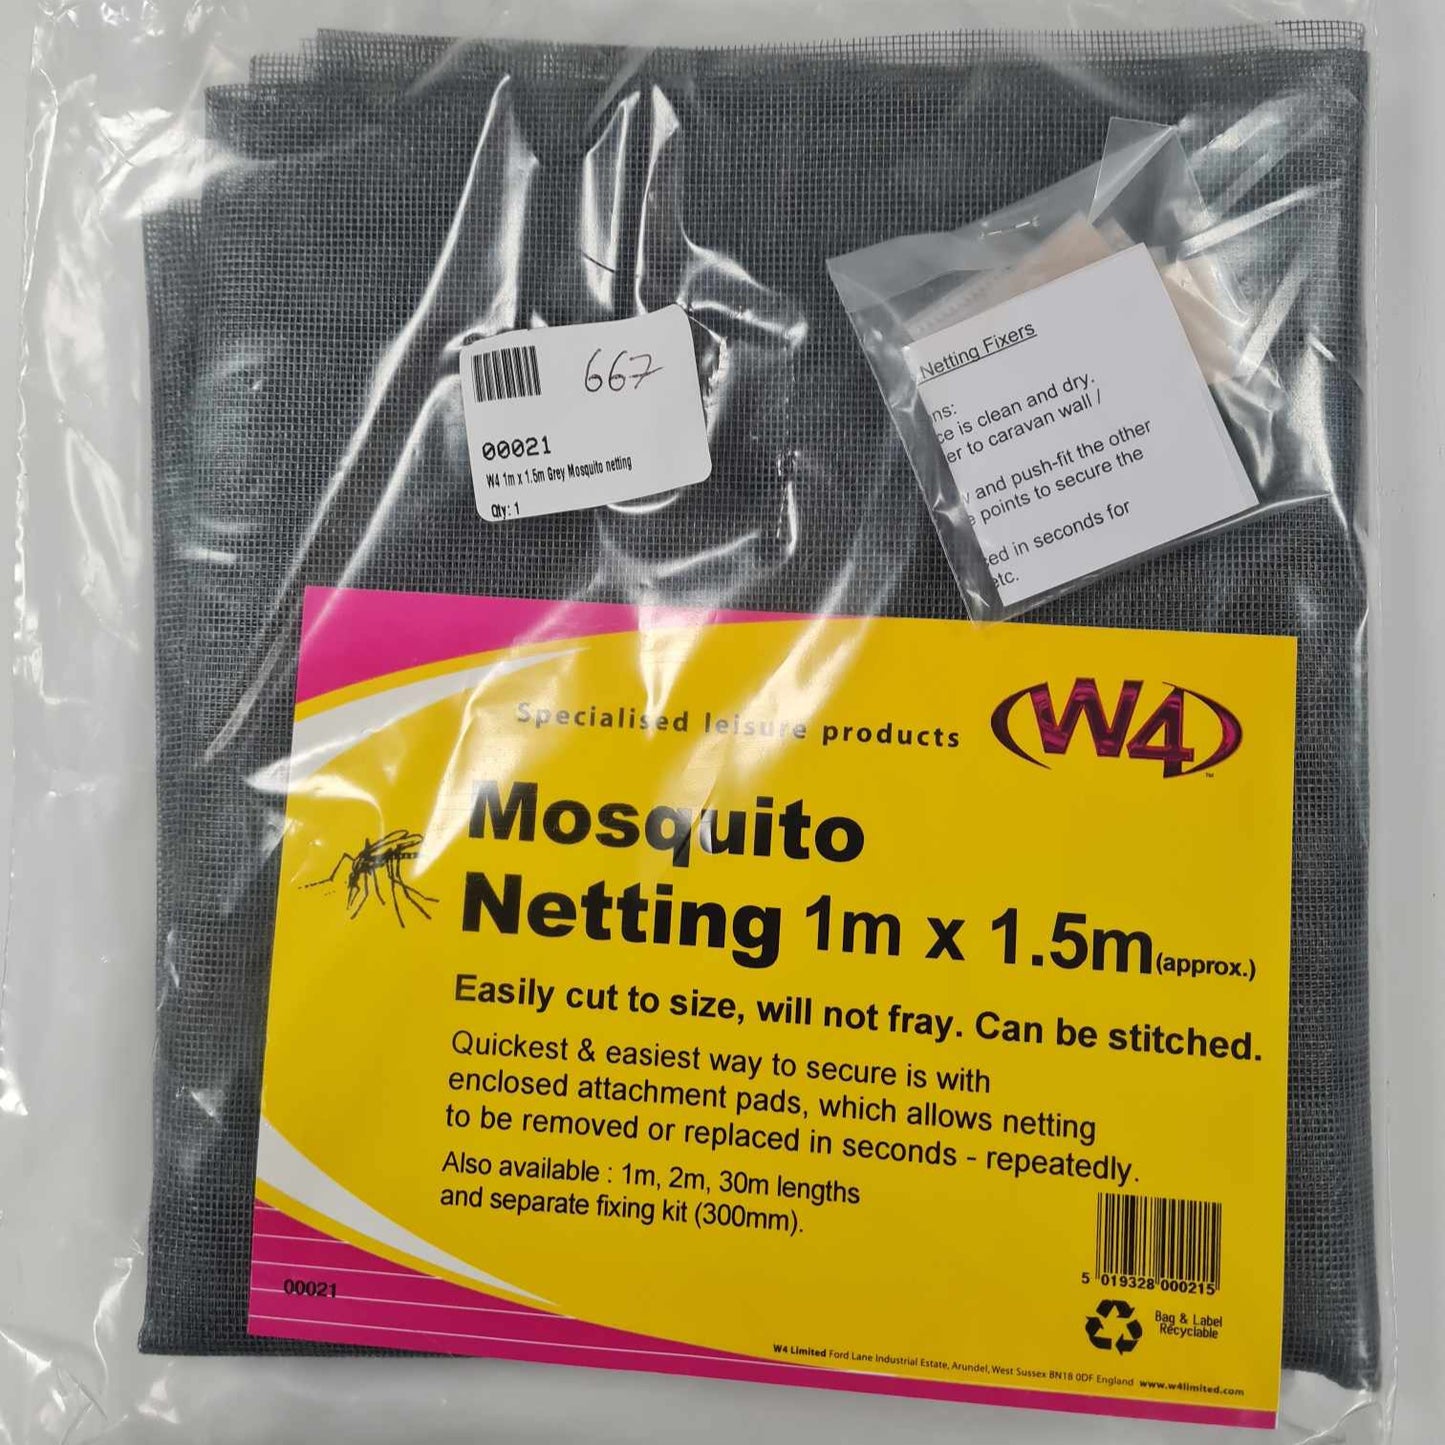 667
00021
W4 1m x 1.5m Grey Mosquito netting
Qty: 1
Netting Fixers
ns:
ce is clean and dry.
er to caravan wall /
and push-fit the other
points to secure the
ed in seconds for
etc.
Specialised leisure products
W4
TM
Mosquito
Netting 1m x 1.5m (approx.)
Easily cut to size, will not fray. Can be stitched.
Quickest & easiest way to secure is with
enclosed attachment pads, which allows netting
to be removed or replaced in seconds - repeatedly.
Also available : 1m, 2m, 30m lengths
and separate fixing kit (300mm).
5 019328 000215
00021
Bag & Label
Recyclable
W4 Limited Ford Lane Industrial Estate, Arundel, West Sussex BN18 0DF England www.w4limited.com